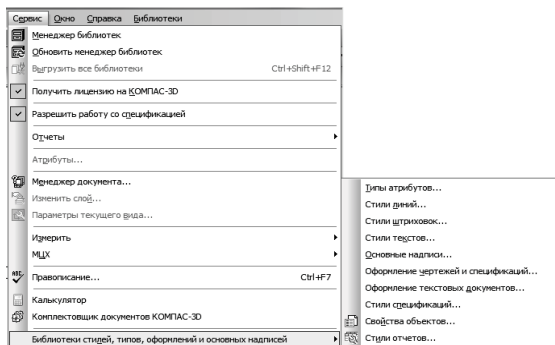 Сервис Окно Справка Библиотеки
Менеджер библиотек
Обновить менеджер библиотек
Выгрузить все библиотеки Ctrl+Shift+F12
Получить лицензию на КОМПАС-3D
Разрешить работу со спецификацией
Отчеты
Атрибуты...
Менеджер документа...
Изменить слой...
Параметры текущего вида...
Измерить
МЦХ
Правописание... Ctrl+F7
Калькулятор
Комплектовщик документов КОМПАС-3D
Библиотеки стилей, типов, оформлений и основных надписей
Типы атрибутов...
Стили линий...
Стили штриховок...
Стили текстов...
Основные надписи...
Оформление чертежей и спецификаций...
Оформление текстовых документов...
Стили спецификаций...
Свойства объектов...
Стили отчетов...